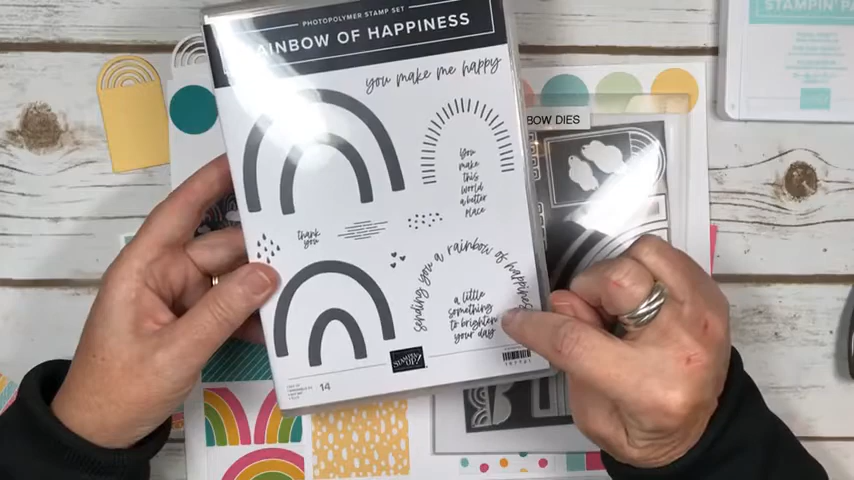 PHOTOPOLYMER STAMP SET
RAINBOW OF HAPPINESS
you make me happy
you
make
this
world
a better
place
thank
you
sending you a rainbow of happiness
a little
something
to brighten
your day
STAMPIN' UP!
14
BOW DIES
STAMPIN'